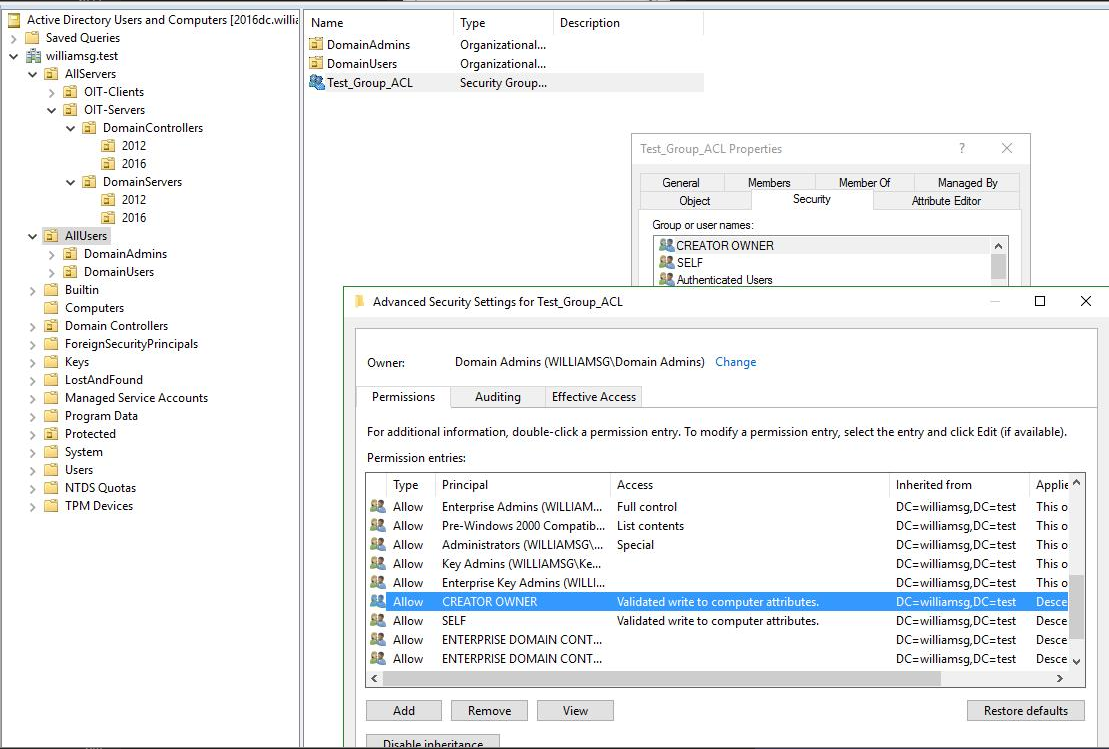 Active Directory Users and Computers [2016dc.willia
Saved Queries
williamsg.test
AllServers
OIT-Clients
OIT-Servers
DomainControllers
2012
2016
DomainServers
2012
2016
AllUsers
DomainAdmins
DomainUsers
Builtin
Computers
Domain Controllers
ForeignSecurityPrincipals
Keys
LostAndFound
Managed Service Accounts
Program Data
Protected
System
Users
NTDS Quotas
TPM Devices
Name Type Description
DomainAdmins Organizational...
DomainUsers Organizational...
Test_Group_ACL Security Group...
Test_Group_ACL Properties ?
General Members Member Of Managed By
Object Security Attribute Editor
Group or user names:
CREATOR OWNER
SELF
Authenticated Users
Advanced Security Settings for Test_Group_ACL
Owner: Domain Admins (WILLIAMSG\Domain Admins) Change
Permissions Auditing Effective Access
For additional information, double-click a permission entry. To modify a permission entry, select the entry and click Edit (if available).
Permission entries:
Type Principal Access Inherited from Applie
Allow Enterprise Admins (WILLIAM... Full control DC=williamsg,DC=test This o
Allow Pre-Windows 2000 Compatib... List contents DC=williamsg,DC=test This o
Allow Administrators (WILLIAMSG\... Special DC=williamsg,DC=test This o
Allow Key Admins (WILLIAMSG\Ke... DC=williamsg,DC=test This o
Allow Enterprise Key Admins (WILLI... DC=williamsg,DC=test This o
Allow CREATOR OWNER Validated write to computer attributes. DC=williamsg,DC=test Desce
Allow SELF Validated write to computer attributes. DC=williamsg,DC=test Desce
Allow ENTERPRISE DOMAIN CONT... DC=williamsg,DC=test Desce
Allow ENTERPRISE DOMAIN CONT... DC=williamsg,DC=test Desce
Add Remove View Restore defaults
Disable inheritance